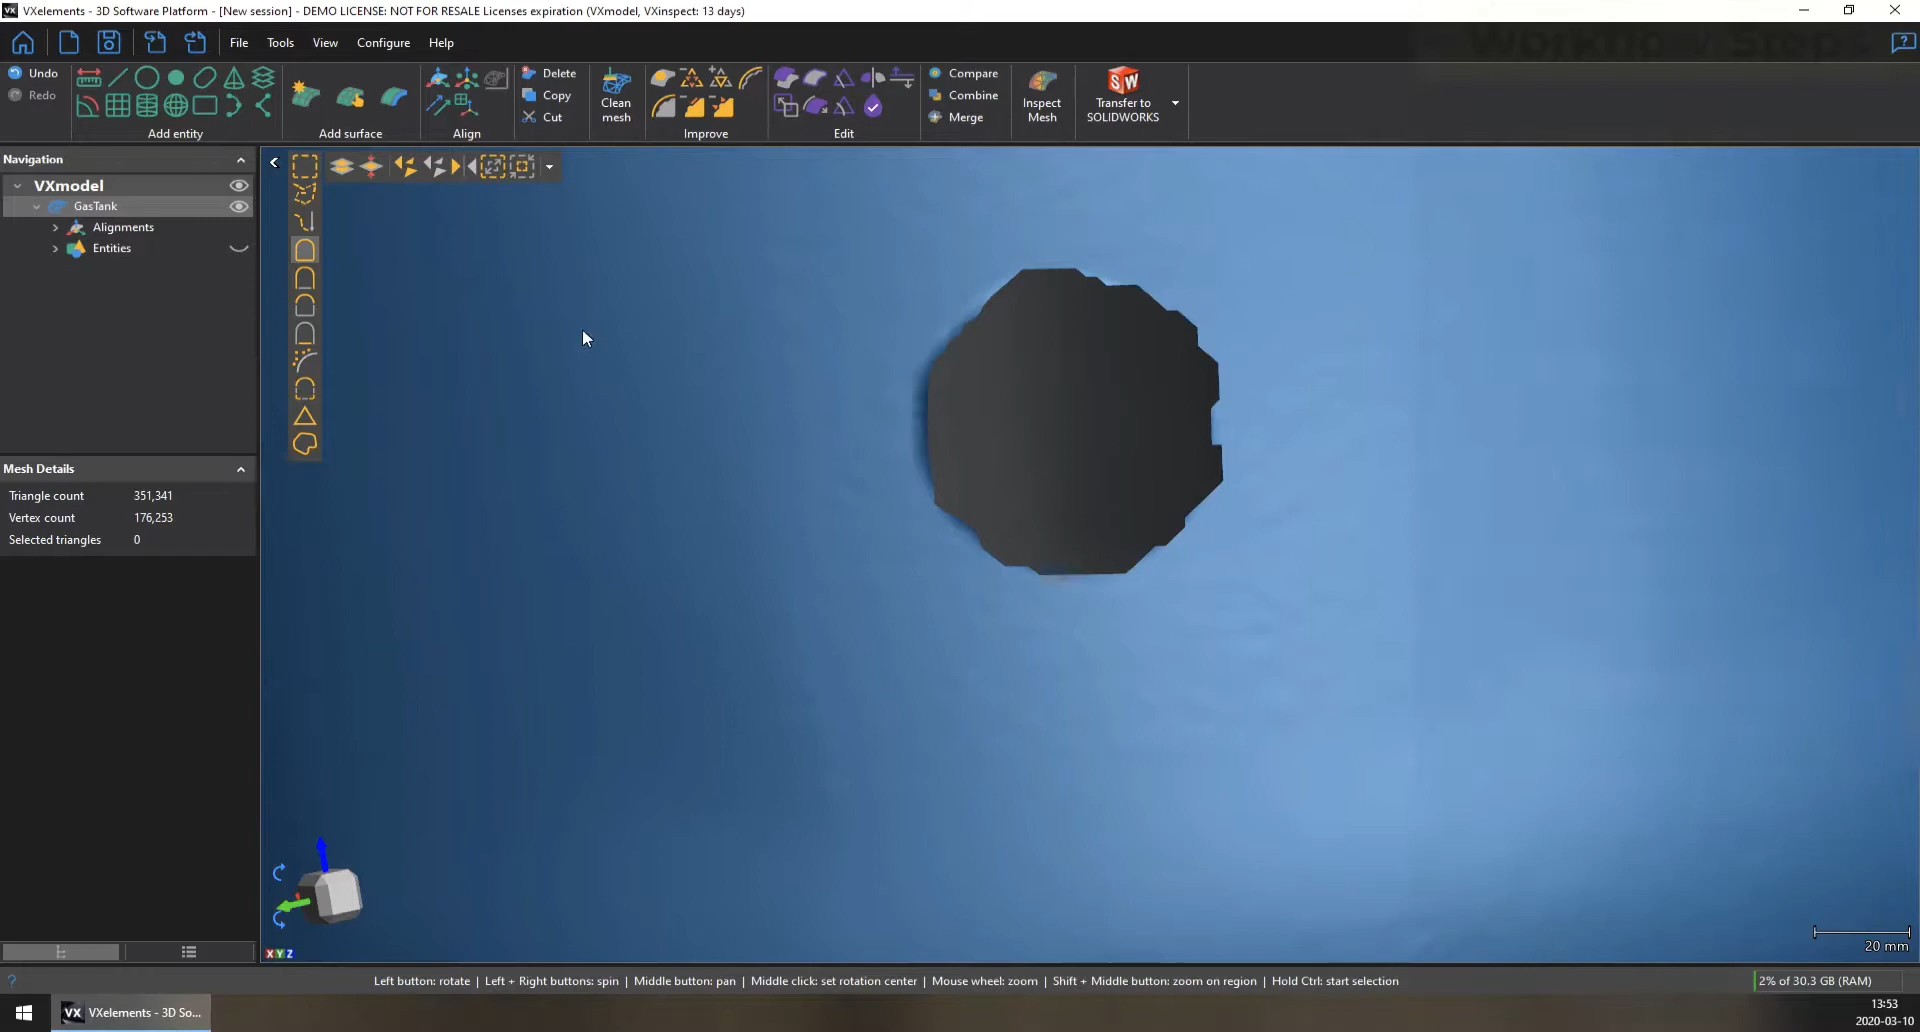 VX VXelements - 3D Software Platform - [New session] - DEMO LICENSE: NOT FOR RESALE Licenses expiration (VXmodel, VXinspect: 13 days)
File Tools View Configure Help
Undo
Redo
Add entity
Add surface
Align
Delete
Copy
Cut
Clean mesh
Improve
Edit
Compare
Combine
Merge
Inspect Mesh
SW
Transfer to SOLIDWORKS
Navigation
VXmodel
GasTank
Alignments
Entities
Mesh Details
Triangle count 351,341
Vertex count 176,253
Selected triangles 0
XYZ
20 mm
Left button: rotate | Left + Right buttons: spin | Middle button: pan | Middle click: set rotation center | Mouse wheel: zoom | Shift + Middle button: zoom on region | Hold Ctrl: start selection
2% of 30.3 GB (RAM)
VX VXelements - 3D So...
13:53
2020-03-10